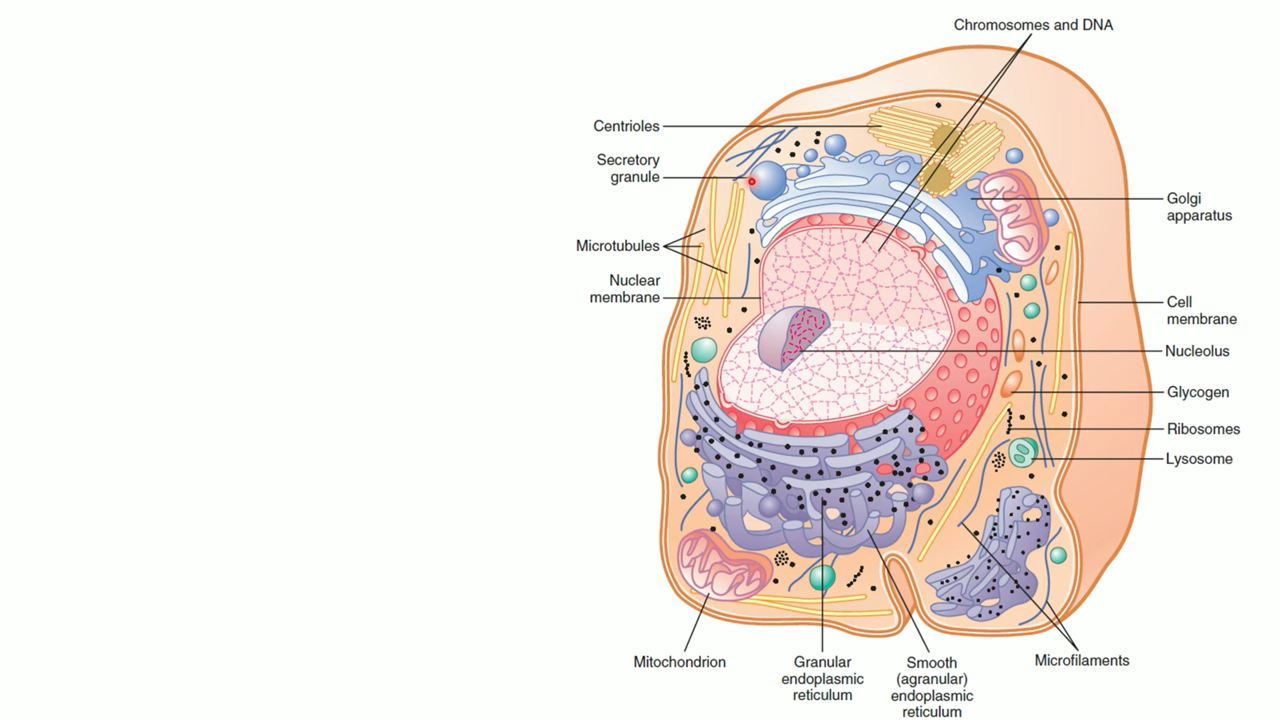 Chromosomes and DNA
Centrioles
Secretory
granule
Microtubules
Nuclear
membrane
Golgi
apparatus
Cell
membrane
Nucleolus
Glycogen
Ribosomes
Lysosome
Mitochondrion
Granular
endoplasmic
reticulum
Smooth
(agranular)
endoplasmic
reticulum
Microfilaments